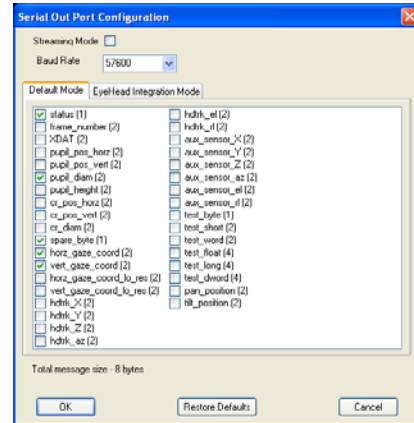 Serial Out Port Configuration
Streaming Mode
Baud Rate 57600
Default Mode EyeHead Integration Mode
status (1)
frame_number (2)
XDAT (2)
pupil_pos_horz (2)
pupil_pos_vert (2)
pupil_diam (2)
pupil_height (2)
cr_pos_horz (2)
cr_pos_vert (2)
cr_diam (2)
spare_byte (1)
horz_gaze_coord (2)
vert_gaze_coord (2)
horz_gaze_coord_lo_res (2)
vert_gaze_coord_lo_res (2)
hdtrk_X (2)
hdtrk_Y (2)
hdtrk_Z (2)
hdtrk_az (2)
hdtrk_el (2)
hdtrk_rl (2)
aux_sensor_X (2)
aux_sensor_Y (2)
aux_sensor_Z (2)
aux_sensor_az (2)
aux_sensor_el (2)
aux_sensor_rl (2)
test_byte (1)
test_short (2)
test_word (2)
test_float (4)
test_long (4)
test_dword (4)
pan_position (2)
tilt_position (2)
Total message size - 8 bytes
OK Restore Defaults Cancel